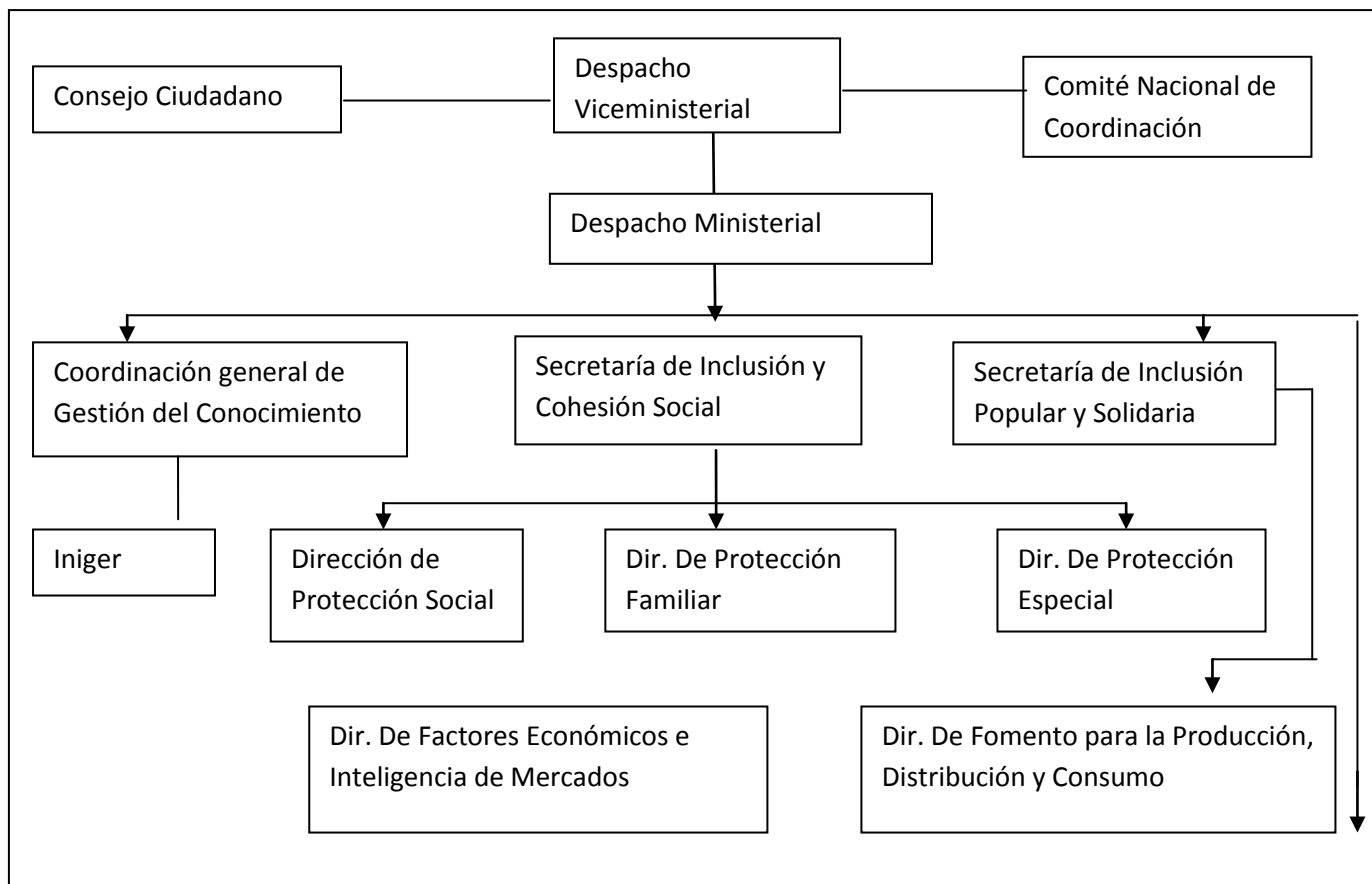 Consejo Ciudadano
Despacho
Viceministerial
Comité Nacional de
Coordinación
Despacho Ministerial
Coordinación general de
Gestión del Conocimiento
Secretaría de Inclusión y
Cohesión Social
Secretaría de Inclusión
Popular y Solidaria
Iniger
Dirección de
Protección Social
Dir. De Protección
Familiar
Dir. De Protección
Especial
Dir. De Factores Económicos e
Inteligencia de Mercados
Dir. De Fomento para la Producción,
Distribución y Consumo